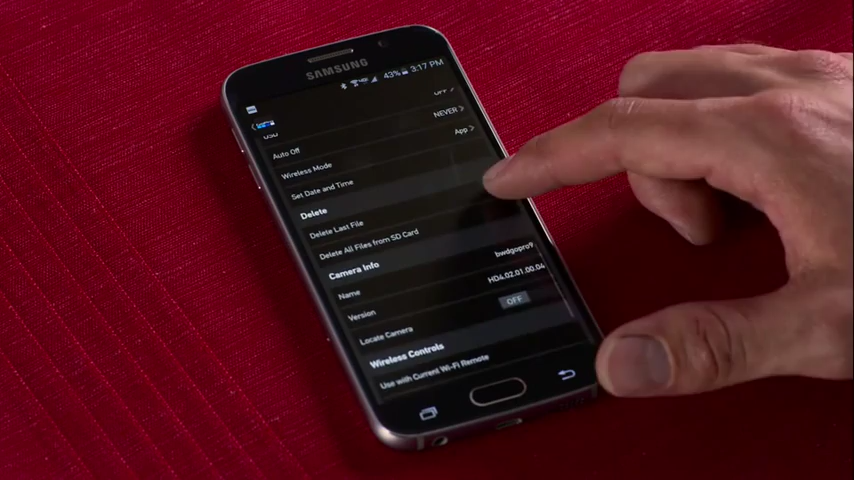 SAMSUNG
43% 3:17 PM
OFF
USB
NEVER
Auto Off
App
Wireless Mode
Set Date and Time
Delete
Delete Last File
Delete All Files from SD Card
Camera Info
Name bwdgopro9
Version HD4.02.01.00.04
Locate Camera OFF
Wireless Controls
Use with Current Wi-Fi Remote